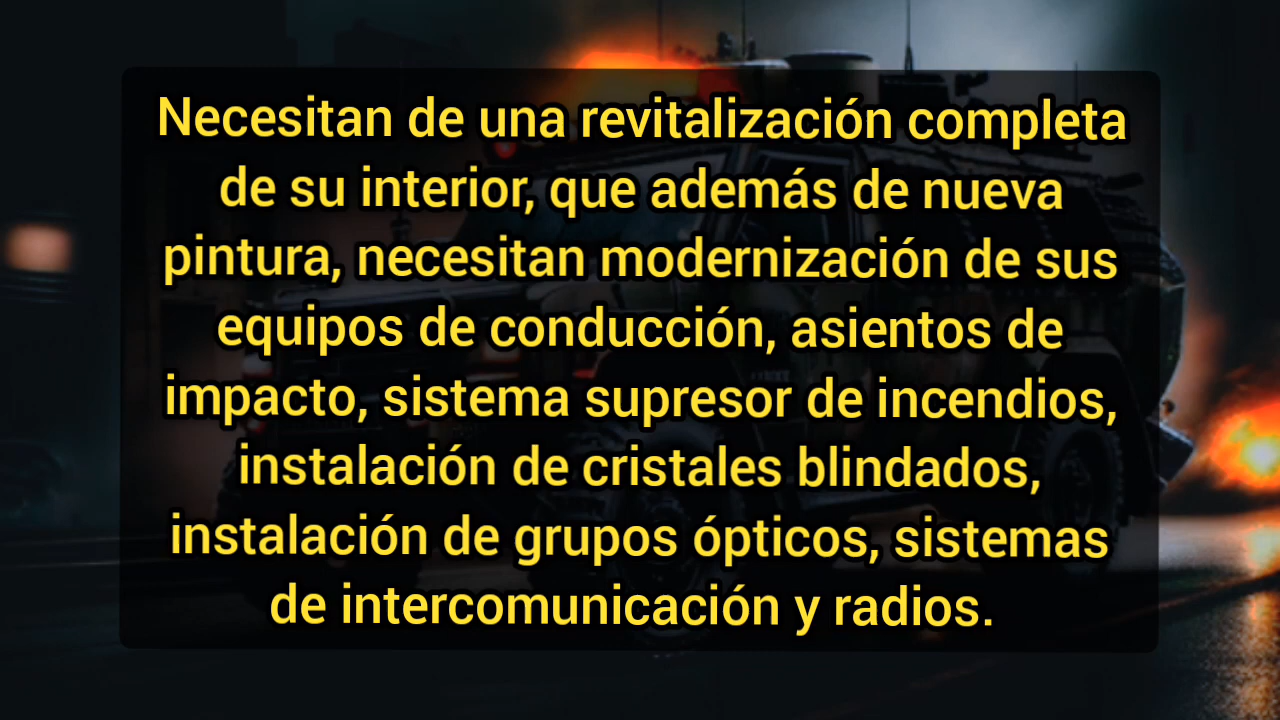 Necesitan de una revitalización completa
de su interior, que además de nueva
pintura, necesitan modernización de sus
equipos de conducción, asientos de
impacto, sistema supresor de incendios,
instalación de cristales blindados,
instalación de grupos ópticos, sistemas
de intercomunicación y radios.